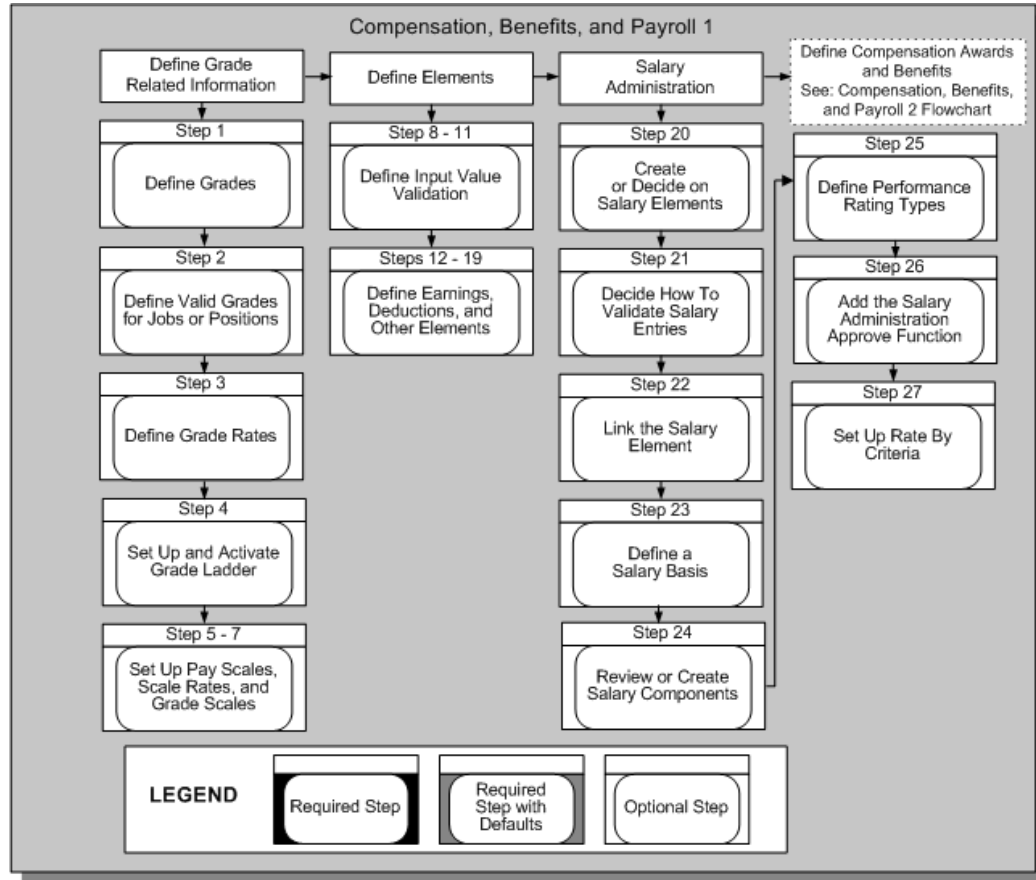 Compensation, Benefits, and Payroll 1
Define Grade
Related Information
Step 1
Define Grades
Step 2
Define Valid Grades
for Jobs or Positions
Step 3
Define Grade Rates
Step 4
Set Up and Activate
Grade Ladder
Step 5 - 7
Set Up Pay Scales,
Scale Rates, and
Grade Scales
Define Elements
Step 8 - 11
Define Input Value
Validation
Steps 12 - 19
Define Earnings,
Deductions, and
Other Elements
Salary
Administration
Step 20
Create
or Decide on
Salary Elements
Step 21
Decide How To
Validate Salary
Entries
Step 22
Link the Salary
Element
Step 23
Define a
Salary Basis
Step 24
Review or Create
Salary Components
Define Compensation Awards
and Benefits
See: Compensation, Benefits,
and Payroll 2 Flowchart
Step 25
Define Performance
Rating Types
Step 26
Add the Salary
Administration
Approve Function
Step 27
Set Up Rate By
Criteria
LEGEND
Required Step
Required
Step with
Defaults
Optional Step